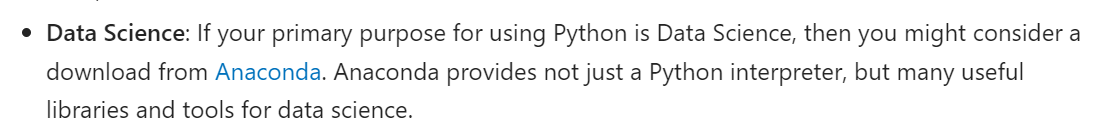 • Data Science: If your primary purpose for using Python is Data Science, then you might consider a
download from Anaconda. Anaconda provides not just a Python interpreter, but many useful
libraries and tools for data science.